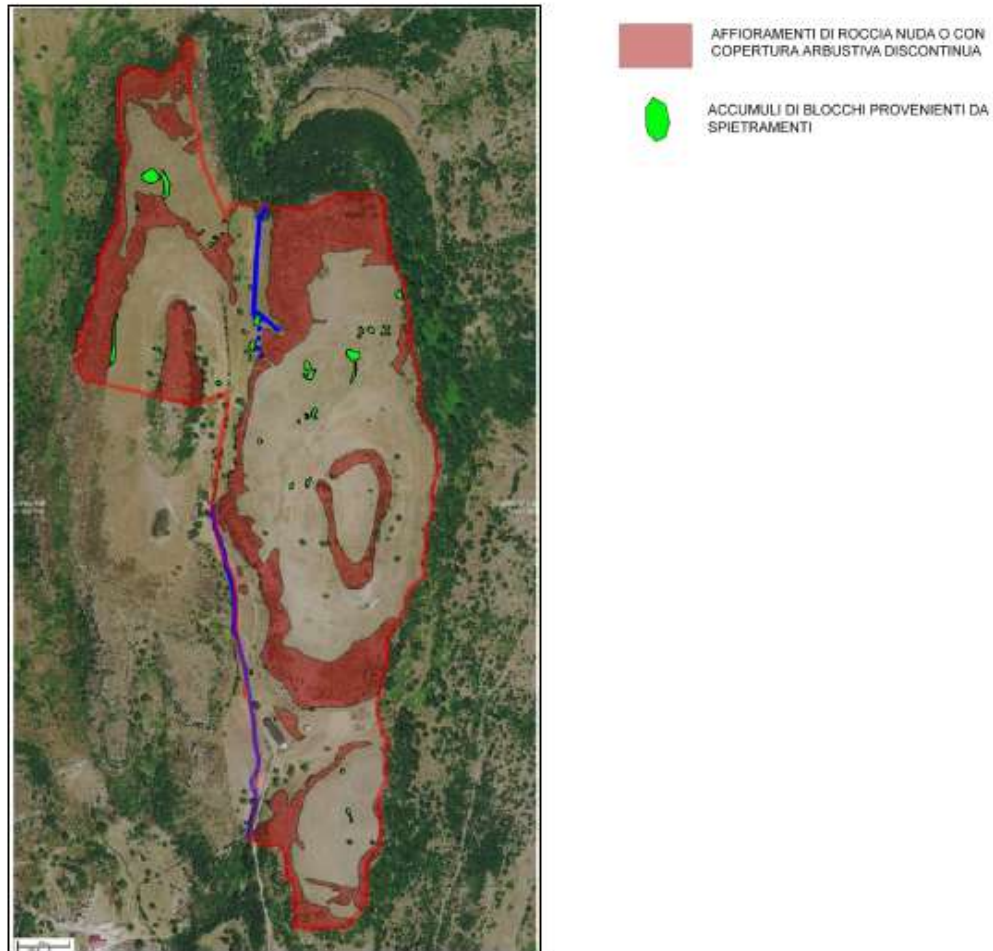 AFFIORAMENTI DI ROCCIA NUDA O CON
COPERTURA ARBUSTIVA DISCONTINUA
ACCUMULI DI BLOCCHI PROVENIENTI DA
SPIETRAMENTI